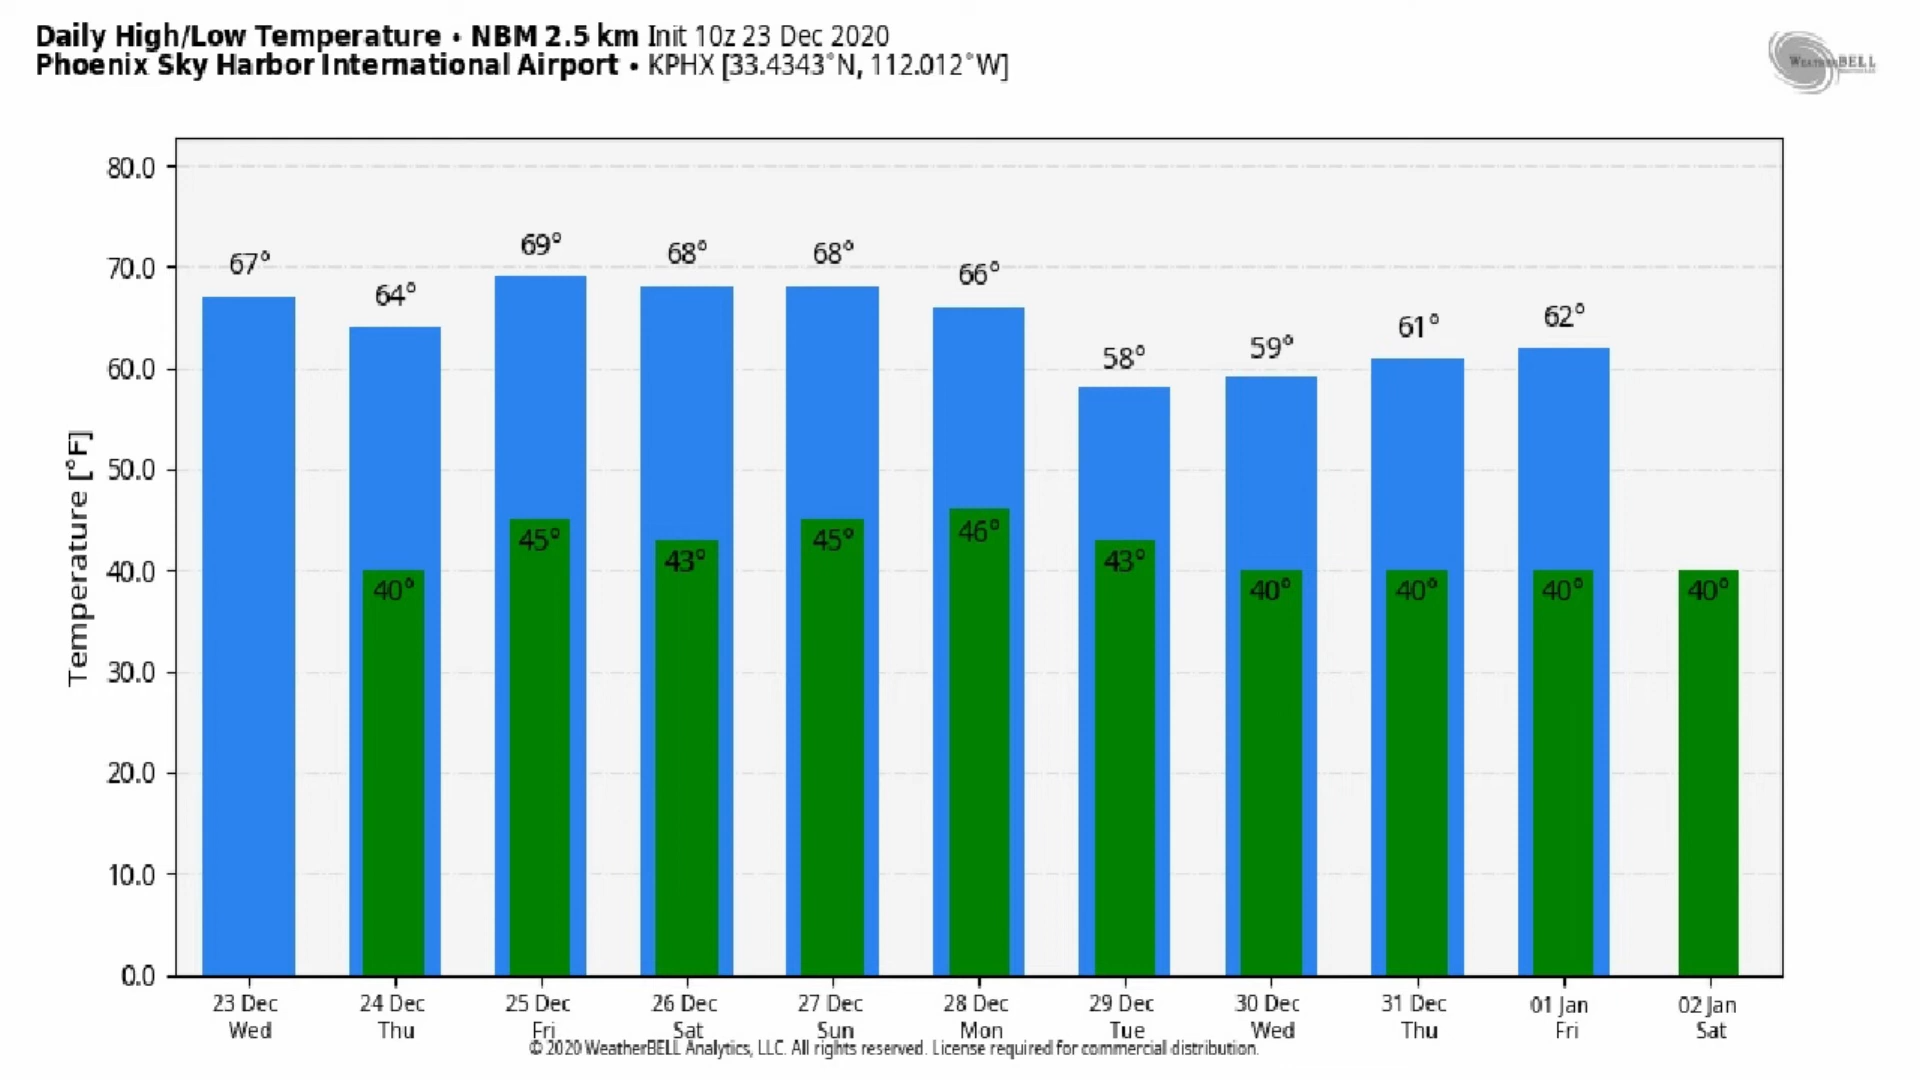 Daily High/Low Temperature • NBM 2.5 km Init 10z 23 Dec 2020
Phoenix Sky Harbor International Airport • KPHX [33.4343°N, 112.012°W]
WEATHERBELL
80.0
70.0
60.0
50.0
40.0
30.0
20.0
10.0
0.0
Temperature [°F]
67° 64° 69° 68° 68° 66° 58° 59° 61° 62°
40° 45° 43° 45° 46° 43° 40° 40° 40° 40°
23 Dec 24 Dec 25 Dec 26 Dec 27 Dec 28 Dec 29 Dec 30 Dec 31 Dec 01 Jan 02 Jan
Wed Thu Fri Sat Sun Mon Tue Wed Thu Fri Sat
© 2020 WeatherBELL Analytics, LLC. All rights reserved. License required for commercial distribution.